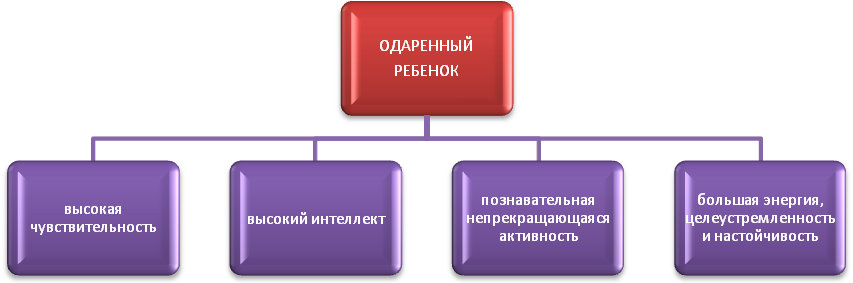 ОДАРЕННЫЙ
РЕБЕНОК
высокая
чувствительность
высокий интеллект
познавательная
непрекращающаяся
активность
большая энергия,
целеустремленность
и настойчивость